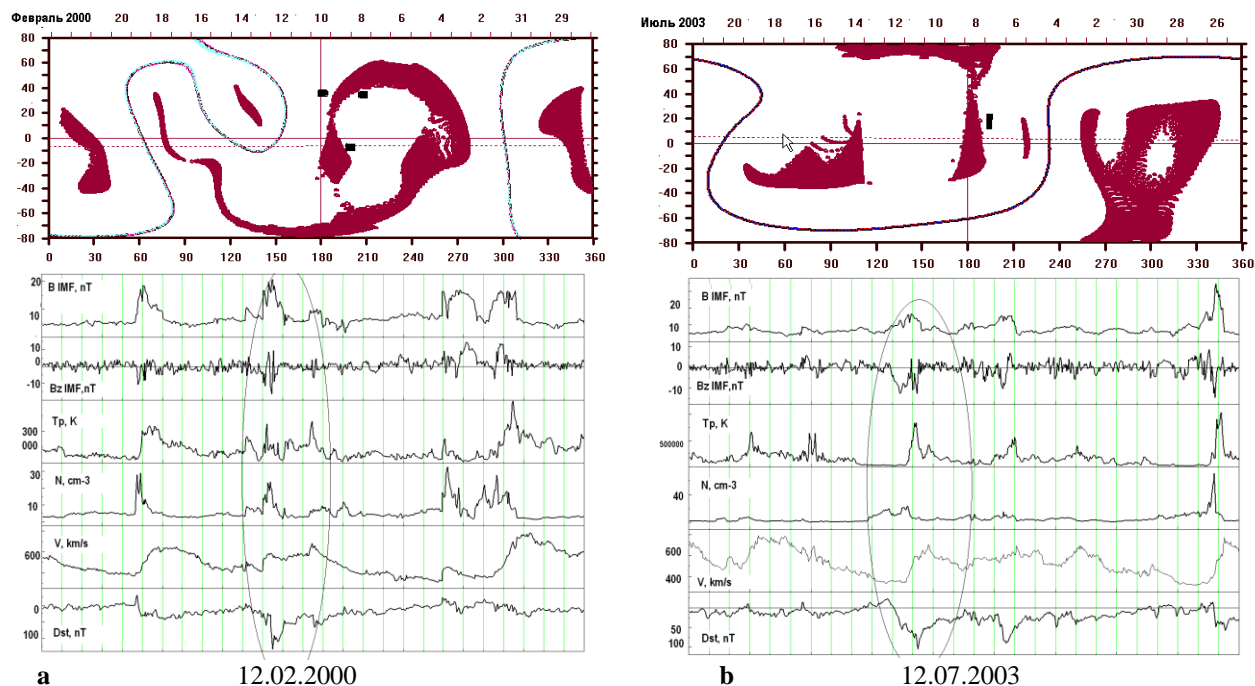 Февраль 2000 20 18 16 14 12 10 8 6 4 2 31 29
80
60
40
20
0
-20
-40
-60
-80
0 30 60 90 120 150 180 210 240 270 300 330 360
20
B IMF, nT
10
10
0
-10
Bz IMF,nT
Tp, K
300
000
30
N, cm-3
10
V, km/s
600
0
100
Dst, nT
a 12.02.2000
Июль 2003 20 18 16 14 12 10 8 6 4 2 30 28 26
80
60
40
20
0
-20
-40
-60
-80
0 30 60 90 120 150 180 210 240 270 300 330 360
B IMF, nT
20
10
10
0
-10
Bz IMF,nT
Tp, K
500000
N, cm-3
40
600
400
V, km/s
50
Dst, nT
100
b 12.07.2003